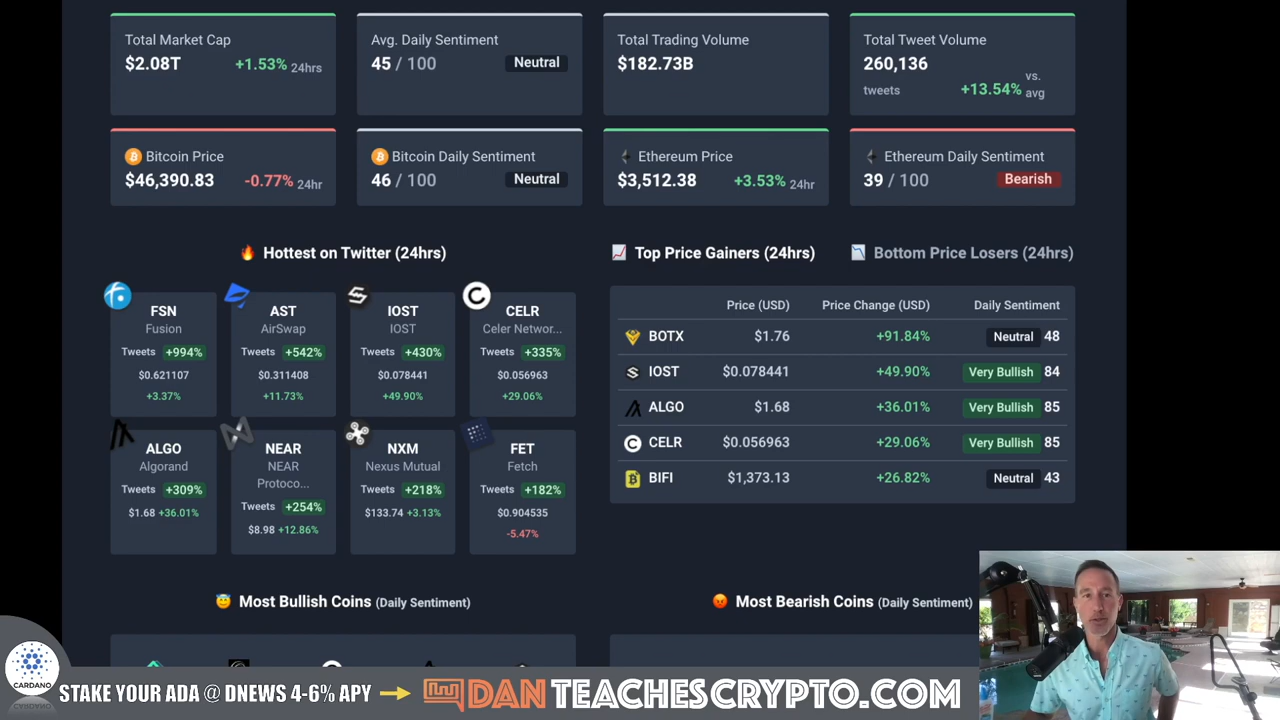 Total Market Cap
$2.08T +1.53% 24hrs
Avg. Daily Sentiment
45 / 100 Neutral
Total Trading Volume
$182.73B
Total Tweet Volume
260,136
tweets +13.54% vs. avg
Bitcoin Price
$46,390.83 -0.77% 24hr
Bitcoin Daily Sentiment
46 / 100 Neutral
Ethereum Price
$3,512.38 +3.53% 24hr
Ethereum Daily Sentiment
39 / 100 Bearish
Hottest on Twitter (24hrs)
FSN
Fusion
Tweets +994%
$0.621107
+3.37%
AST
AirSwap
Tweets +542%
$0.311408
+11.73%
IOST
IOST
Tweets +430%
$0.078441
+49.90%
CELR
Celer Networ...
Tweets +335%
$0.056963
+29.06%
ALGO
Algorand
Tweets +309%
$1.68 +36.01%
NEAR
NEAR
Protoco...
Tweets +254%
$8.98 +12.86%
NXM
Nexus Mutual
Tweets +218%
$133.74 +3.13%
FET
Fetch
Tweets +182%
$0.904535
-5.47%
Top Price Gainers (24hrs) Bottom Price Losers (24hrs)
Price (USD) Price Change (USD) Daily Sentiment
BOTX $1.76 +91.84% Neutral 48
IOST $0.078441 +49.90% Very Bullish 84
ALGO $1.68 +36.01% Very Bullish 85
CELR $0.056963 +29.06% Very Bullish 85
BIFI $1,373.13 +26.82% Neutral 43
Most Bullish Coins (Daily Sentiment)
Most Bearish Coins (Daily Sentiment)
CARDANO
STAKE YOUR ADA @ DNEWS 4-6% APY
DANTEACHESCRYPTO.COM